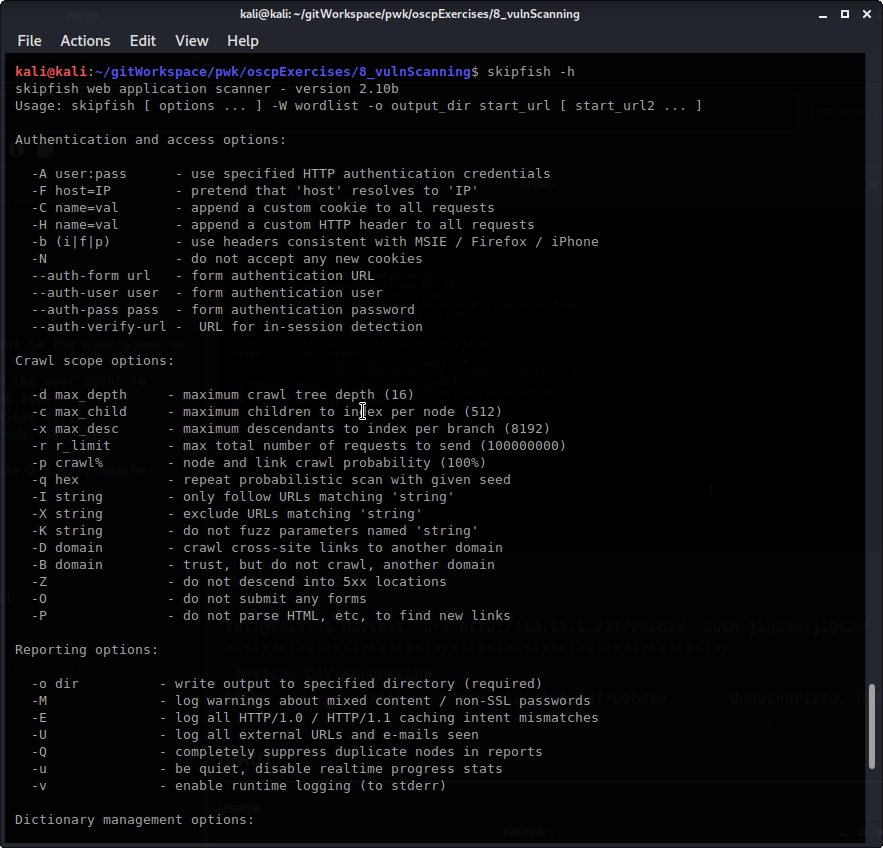 kali@kali: ~/gitWorkspace/pwk/oscpExercises/8_vulnScanning
File Actions Edit View Help
kali@kali:~/gitWorkspace/pwk/oscpExercises/8_vulnScanning$ skipfish -h
skipfish web application scanner - version 2.10b
Usage: skipfish [ options ... ] -W wordlist -o output_dir start_url [ start_url2 ... ]
Authentication and access options:
-A user:pass - use specified HTTP authentication credentials
-F host=IP - pretend that 'host' resolves to 'IP'
-C name=val - append a custom cookie to all requests
-H name=val - append a custom HTTP header to all requests
-b (i|f|p) - use headers consistent with MSIE / Firefox / iPhone
-N - do not accept any new cookies
--auth-form url - form authentication URL
--auth-user user - form authentication user
--auth-pass pass - form authentication password
--auth-verify-url - URL for in-session detection
Crawl scope options:
-d max_depth - maximum crawl tree depth (16)
-c max_child - maximum children to index per node (512)
-x max_desc - maximum descendants to index per branch (8192)
-r r_limit - max total number of requests to send (100000000)
-p crawl% - node and link crawl probability (100%)
-q hex - repeat probabilistic scan with given seed
-I string - only follow URLs matching 'string'
-X string - exclude URLs matching 'string'
-K string - do not fuzz parameters named 'string'
-D domain - crawl cross-site links to another domain
-B domain - trust, but do not crawl, another domain
-Z - do not descend into 5xx locations
-O - do not submit any forms
-P - do not parse HTML, etc, to find new links
Reporting options:
-o dir - write output to specified directory (required)
-M - log warnings about mixed content / non-SSL passwords
-E - log all HTTP/1.0 / HTTP/1.1 caching intent mismatches
-U - log all external URLs and e-mails seen
-Q - completely suppress duplicate nodes in reports
-u - be quiet, disable realtime progress stats
-v - enable runtime logging (to stderr)
Usage
Dictionary management options: